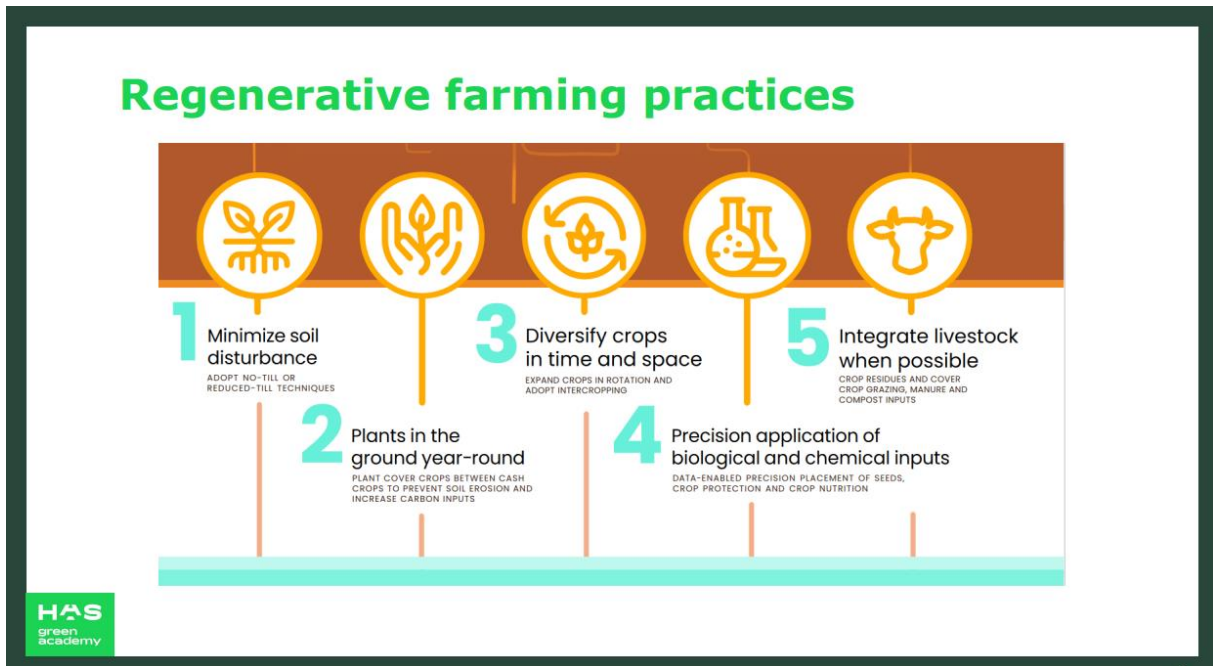 Regenerative farming practices
1
Minimize soil
disturbance
ADOPT NO-TILL OR
REDUCED-TILL TECHNIQUES
2
Plants in the
ground year-round
PLANT COVER CROPS BETWEEN CASH
CROPS TO PREVENT SOIL EROSION AND
INCREASE CARBON INPUTS
3
Diversify crops
in time and space
EXPAND CROPS IN ROTATION AND
ADOPT INTERCROPPING
4
Precision application of
biological and chemical inputs
DATA-ENABLED PRECISION PLACEMENT OF SEEDS,
CROP PROTECTION AND CROP NUTRITION
5
Integrate livestock
when possible
CROP RESIDUES AND COVER
CROP GRAZING, MANURE AND
COMPOST INPUTS
HAS
green
academy